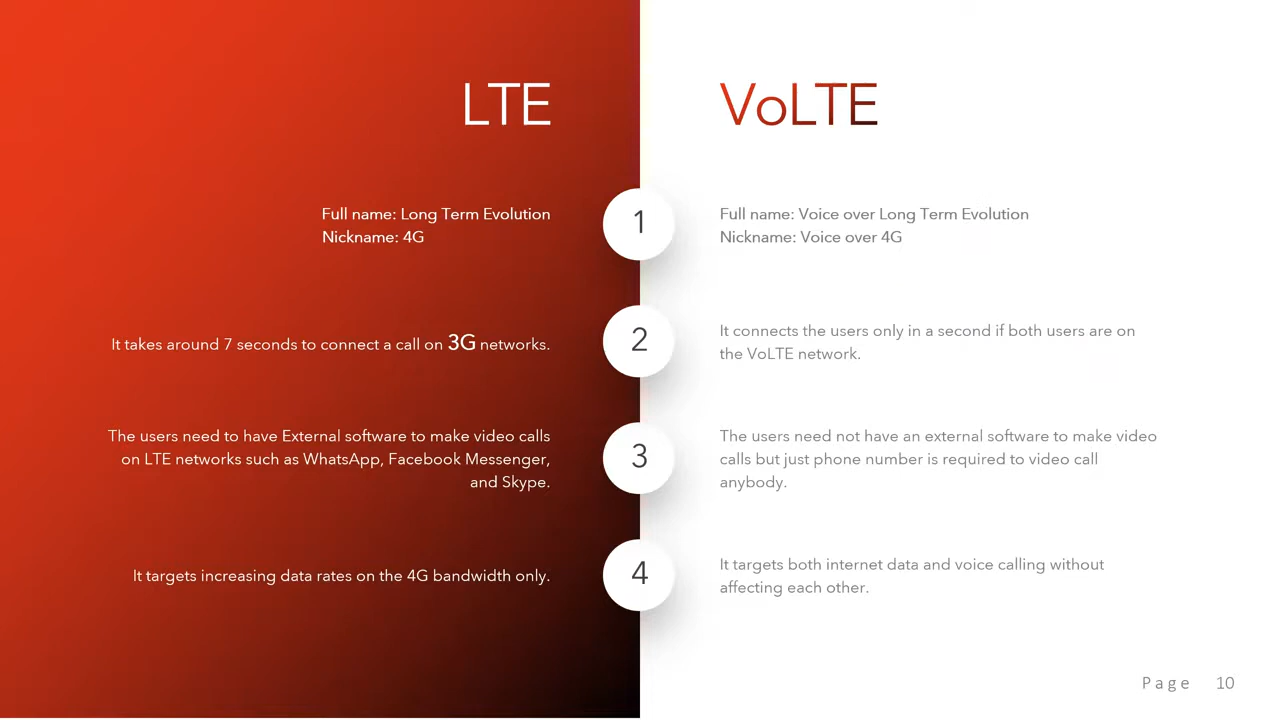 LTE
VoLTE
Full name: Long Term Evolution
Nickname: 4G
1
Full name: Voice over Long Term Evolution
Nickname: Voice over 4G
It takes around 7 seconds to connect a call on 3G networks.
2
It connects the users only in a second if both users are on
the VoLTE network.
The users need to have External software to make video calls
on LTE networks such as WhatsApp, Facebook Messenger,
and Skype.
3
The users need not have an external software to make video
calls but just phone number is required to video call
anybody.
It targets increasing data rates on the 4G bandwidth only.
4
It targets both internet data and voice calling without
affecting each other.
Page 10